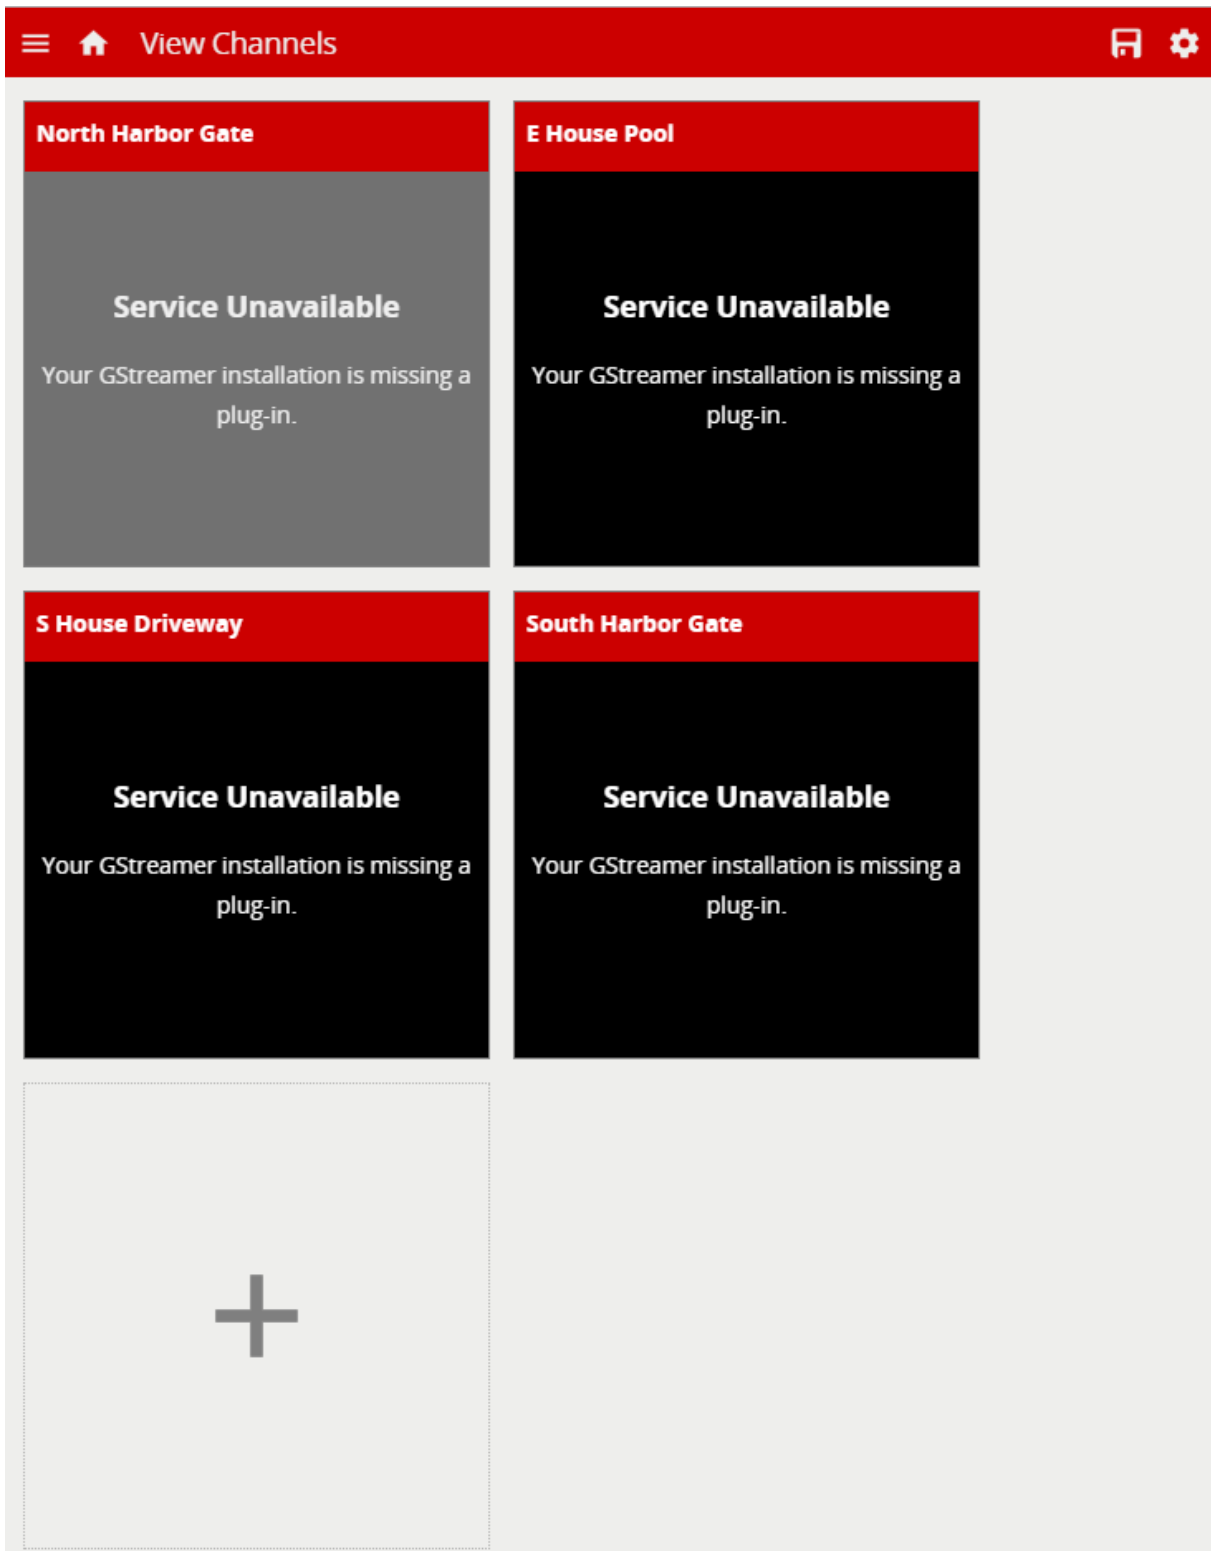 View Channels
North Harbor Gate
Service Unavailable
Your GStreamer installation is missing a
plug-in.
E House Pool
Service Unavailable
Your GStreamer installation is missing a
plug-in.
S House Driveway
Service Unavailable
Your GStreamer installation is missing a
plug-in.
South Harbor Gate
Service Unavailable
Your GStreamer installation is missing a
plug-in.